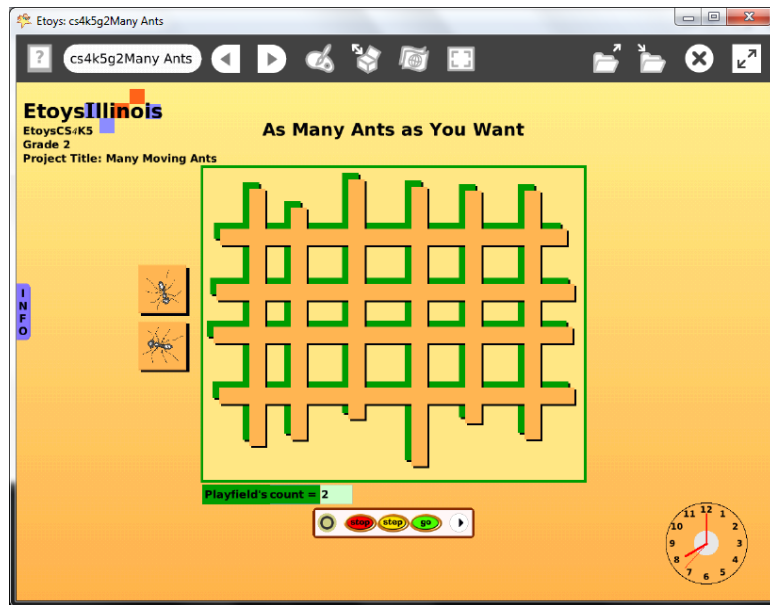 Etoys: cs4k5g2Many Ants
?
cs4k5g2Many Ants
EtoysIllinois
EtoysCS4K5
Grade 2
Project Title: Many Moving Ants
As Many Ants as You Want
INFO
Playfield's count = 2
stop step go
12
11 1
10 2
9 3
8 4
7 5
6